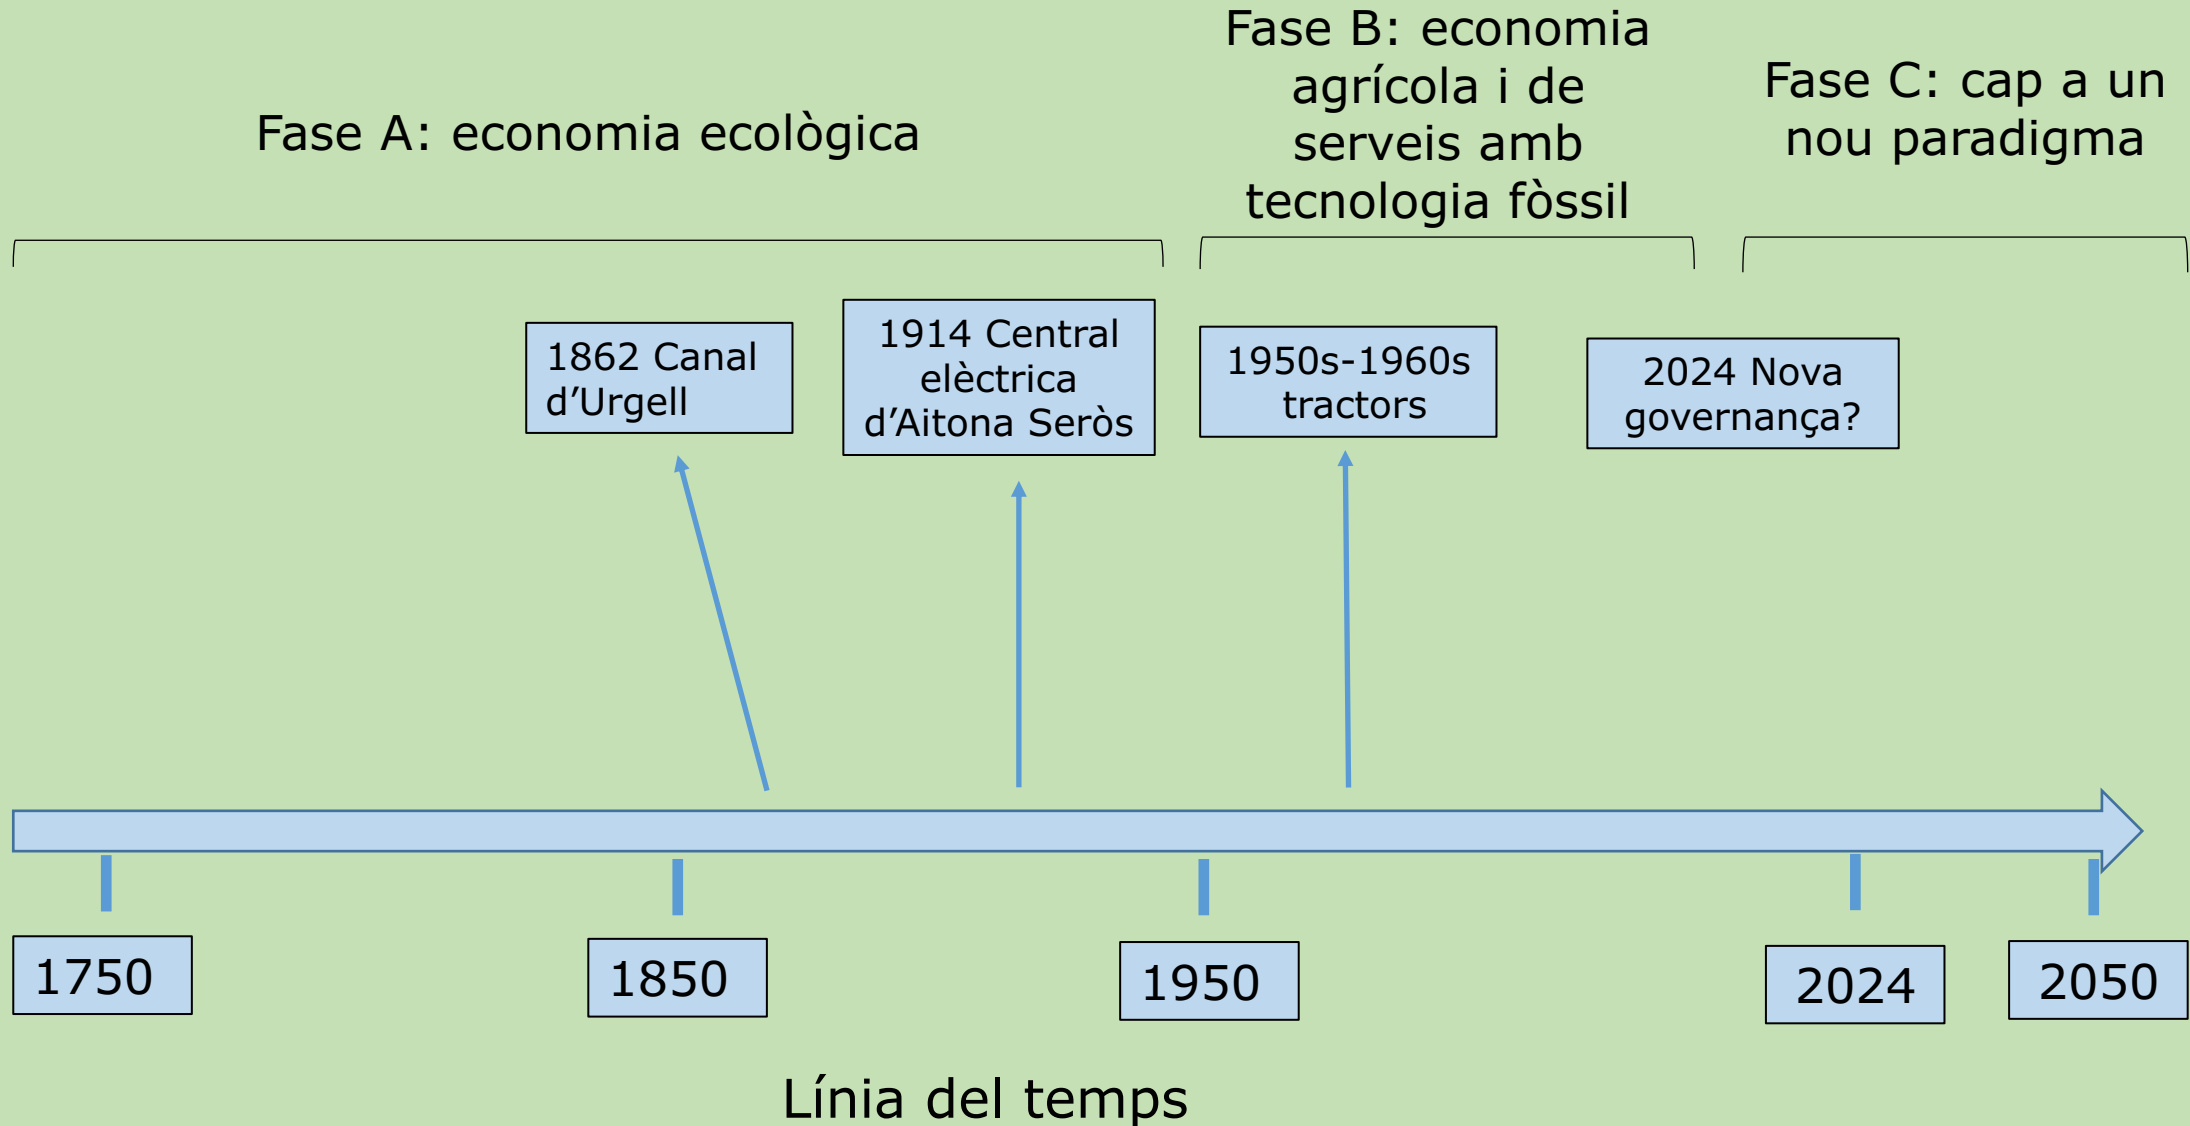 Fase A: economia ecològica
Fase B: economia
agrícola i de
serveis amb
tecnologia fòssil
Fase C: cap a un
nou paradigma
1862 Canal
d’Urgell
1914 Central
elèctrica
d’Aitona Seròs
1950s-1960s
tractors
2024 Nova
governança?
1750
1850
1950
2024
2050
Línia del temps